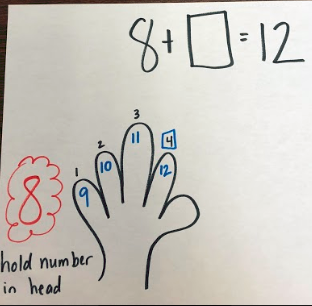 8 + □ = 12
1 2 3 4
9 10 11 12
8
hold number
in head